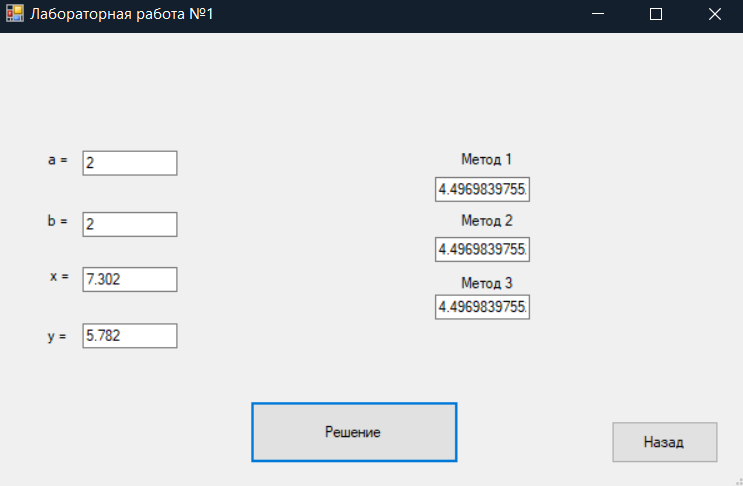 Лабораторная работа №1
a = 2
Метод 1
4.4969839755.
b = 2
Метод 2
4.4969839755.
x = 7.302
Метод 3
4.4969839755.
y = 5.782
Решение
Назад